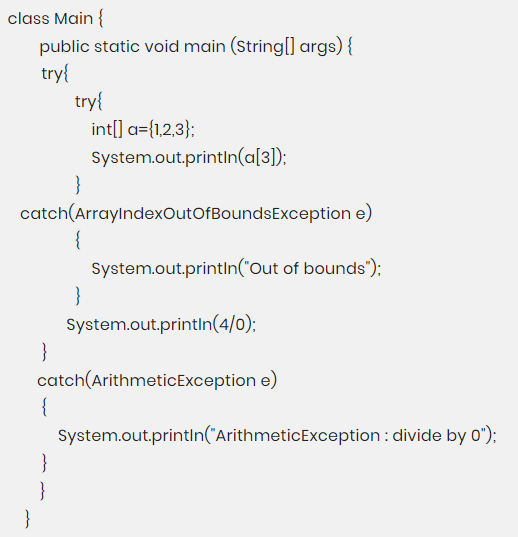 class Main {
public static void main (String[] args) {
try{
try{
int[] a={1,2,3};
System.out.println(a[3]);
}
catch(ArrayIndexOutOfBoundsException e)
{
System.out.println("Out of bounds");
}
System.out.println(4/0);
}
catch(ArithmeticException e)
{
System.out.println("ArithmeticException : divide by 0");
}
}
}